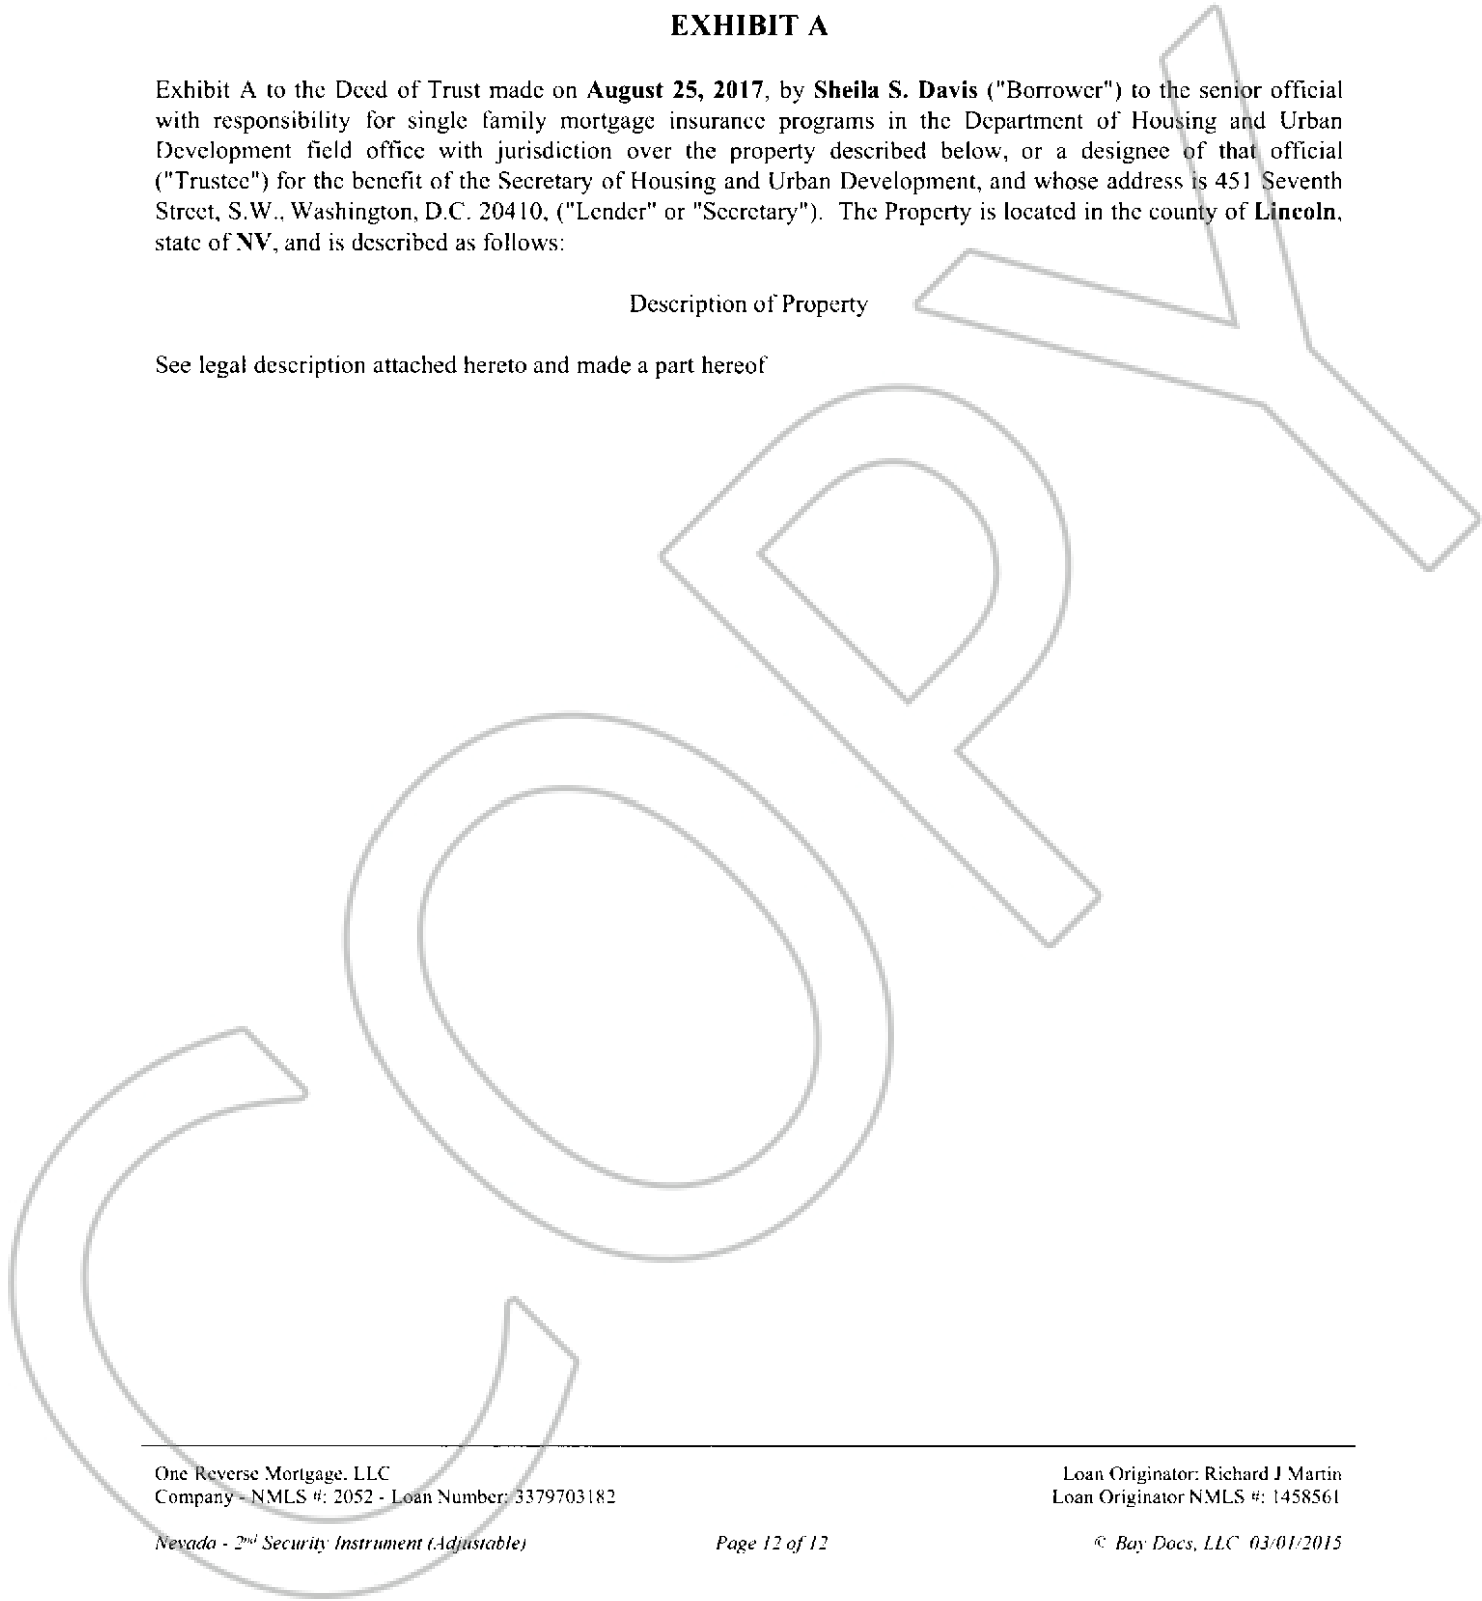 EXHIBIT A
Exhibit A to the Deed of Trust made on August 25, 2017, by Sheila S. Davis ("Borrower") to the senior official
with responsibility for single family mortgage insurance programs in the Department of Housing and Urban
Development field office with jurisdiction over the property described below, or a designee of that official
("Trustee") for the benefit of the Secretary of Housing and Urban Development, and whose address is 451 Seventh
Street, S.W., Washington, D.C. 20410, ("Lender" or "Secretary"). The Property is located in the county of Lincoln,
state of NV, and is described as follows:
Description of Property
See legal description attached hereto and made a part hereof
COPY
One Reverse Mortgage, LLC
Company - NMLS #: 2052 - Loan Number: 3379703182
Loan Originator: Richard J Martin
Loan Originator NMLS #: 1458561
Nevada - 2nd Security Instrument (Adjustable)
Page 12 of 12
© Bay Docs, LLC 03/01/2015